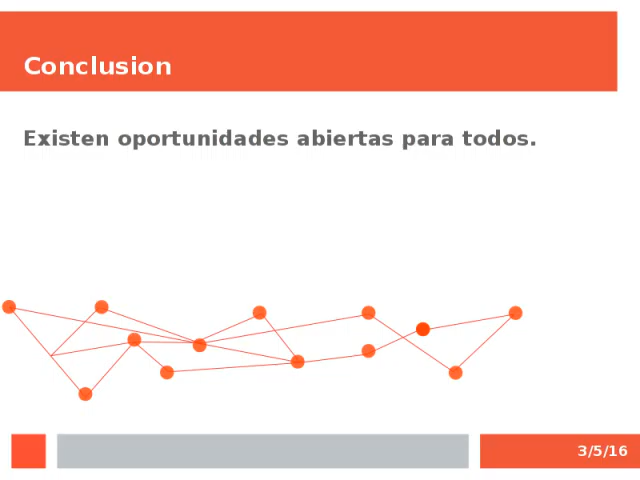 Conclusion
Existen oportunidades abiertas para todos.
3/5/16